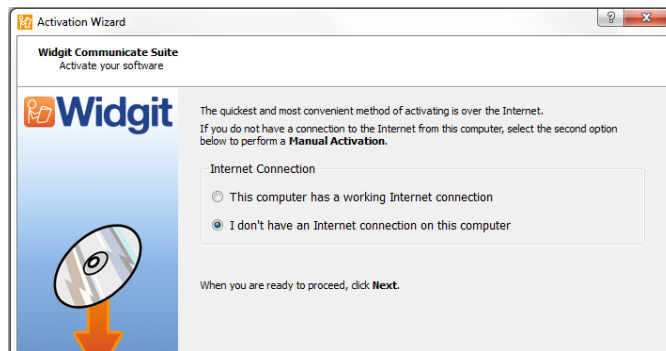 Activation Wizard
Widgit Communicate Suite
Activate your software
Widgit
The quickest and most convenient method of activating is over the Internet.
If you do not have a connection to the Internet from this computer, select the second option
below to perform a Manual Activation.
Internet Connection
This computer has a working Internet connection
I don't have an Internet connection on this computer
When you are ready to proceed, click Next.